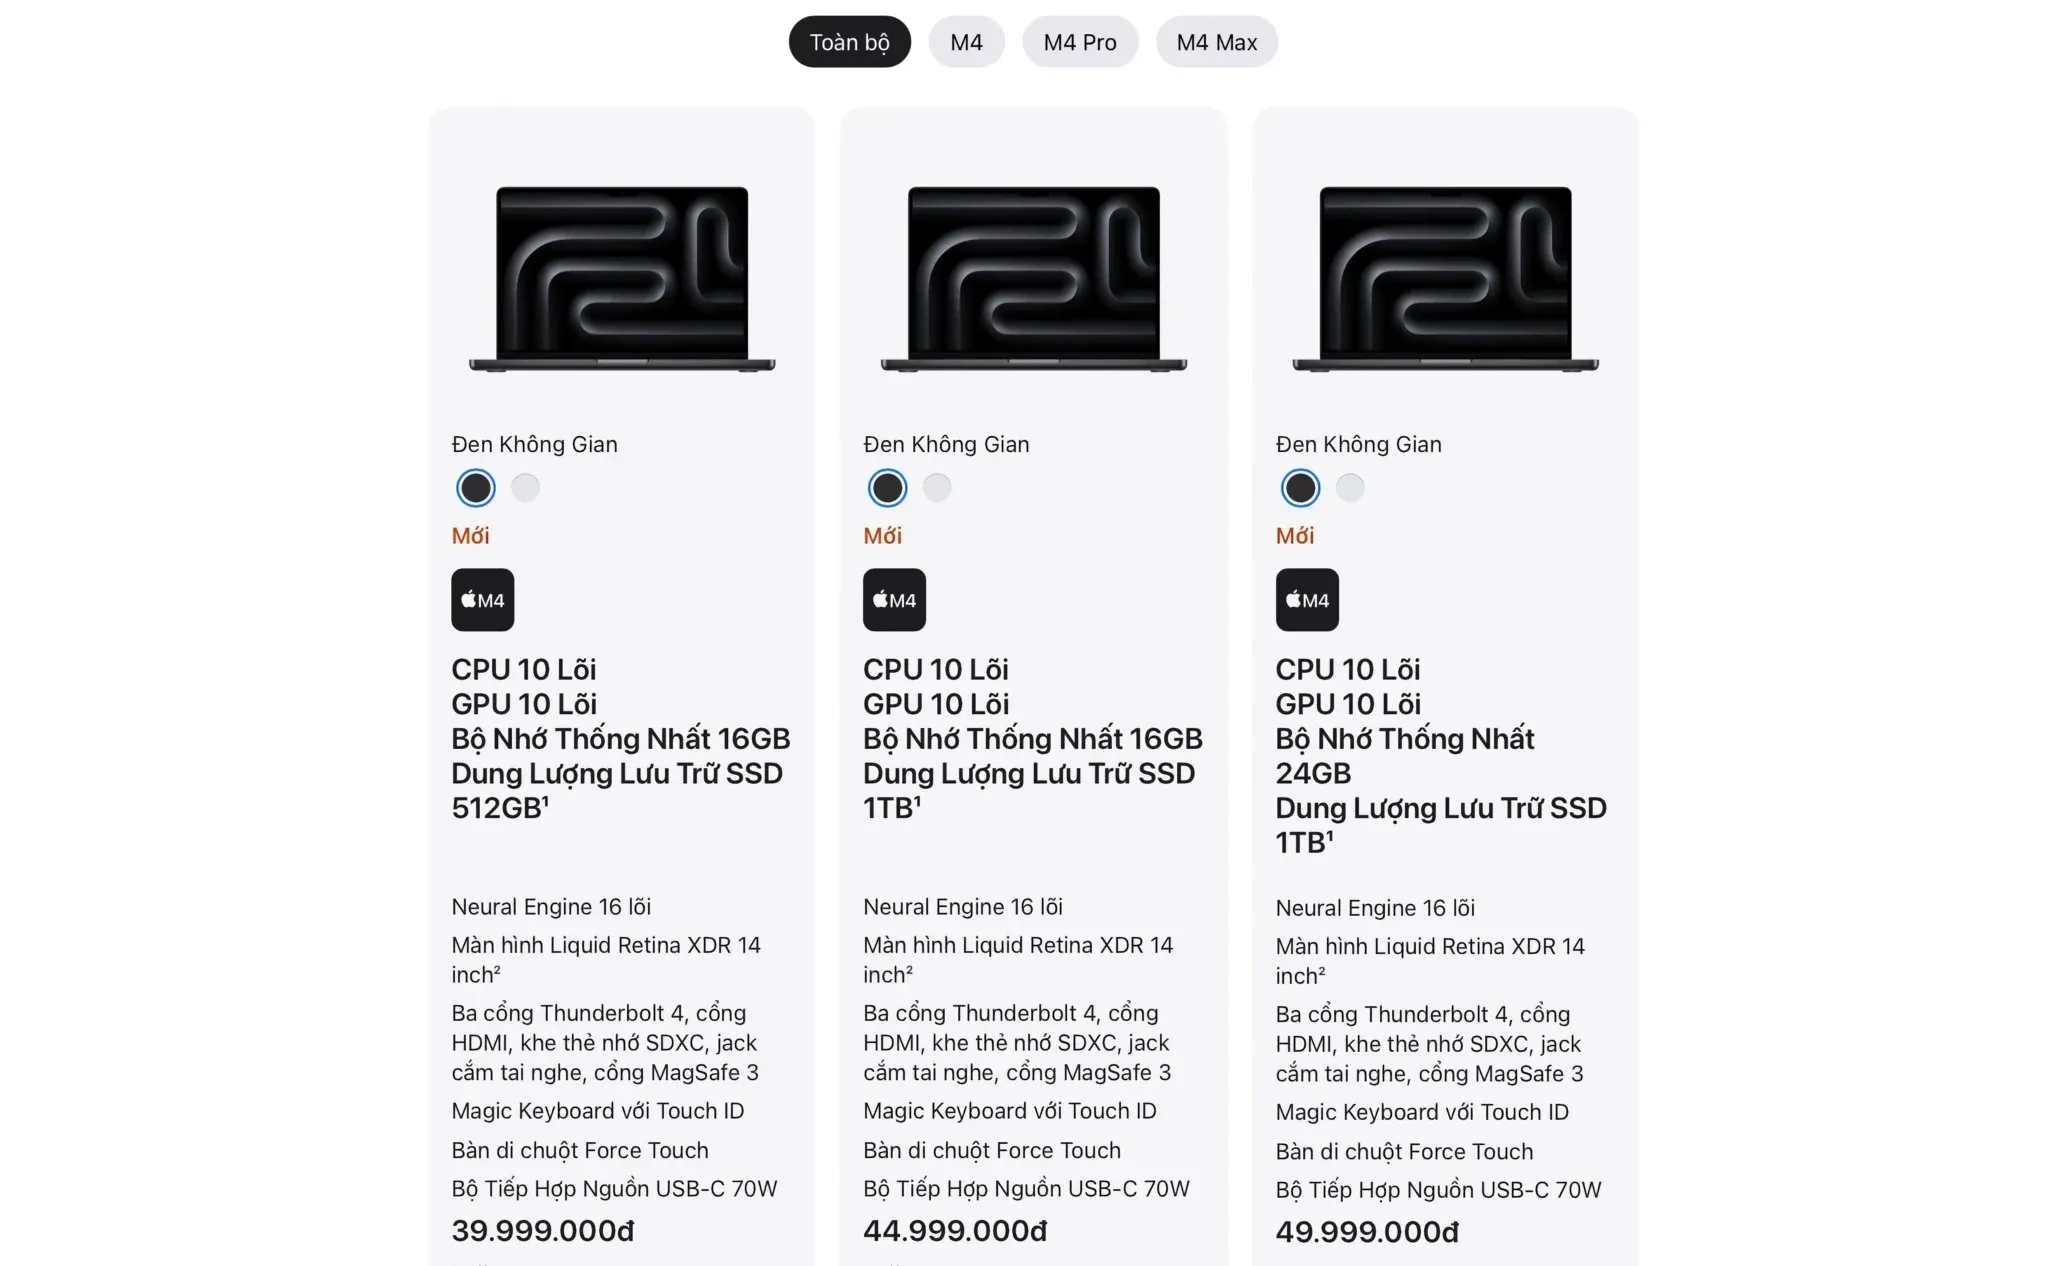 Toàn bộ
M4
M4 Pro
M4 Max
Đen Không Gian
Mới
M4
CPU 10 Lõi
GPU 10 Lõi
Bộ Nhớ Thống Nhất 16GB
Dung Lượng Lưu Trữ SSD
512GB¹
Neural Engine 16 lõi
Màn hình Liquid Retina XDR 14
inch²
Ba cổng Thunderbolt 4, cổng
HDMI, khe thẻ nhớ SDXC, jack
cắm tai nghe, cổng MagSafe 3
Magic Keyboard với Touch ID
Bàn di chuột Force Touch
Bộ Tiếp Hợp Nguồn USB-C 70W
39.999.000đ
Đen Không Gian
Mới
M4
CPU 10 Lõi
GPU 10 Lõi
Bộ Nhớ Thống Nhất 16GB
Dung Lượng Lưu Trữ SSD
1TB¹
Neural Engine 16 lõi
Màn hình Liquid Retina XDR 14
inch²
Ba cổng Thunderbolt 4, cổng
HDMI, khe thẻ nhớ SDXC, jack
cắm tai nghe, cổng MagSafe 3
Magic Keyboard với Touch ID
Bàn di chuột Force Touch
Bộ Tiếp Hợp Nguồn USB-C 70W
44.999.000đ
Đen Không Gian
Mới
M4
CPU 10 Lõi
GPU 10 Lõi
Bộ Nhớ Thống Nhất
24GB
Dung Lượng Lưu Trữ SSD
1TB¹
Neural Engine 16 lõi
Màn hình Liquid Retina XDR 14
inch²
Ba cổng Thunderbolt 4, cổng
HDMI, khe thẻ nhớ SDXC, jack
cắm tai nghe, cổng MagSafe 3
Magic Keyboard với Touch ID
Bàn di chuột Force Touch
Bộ Tiếp Hợp Nguồn USB-C 70W
49.999.000đ